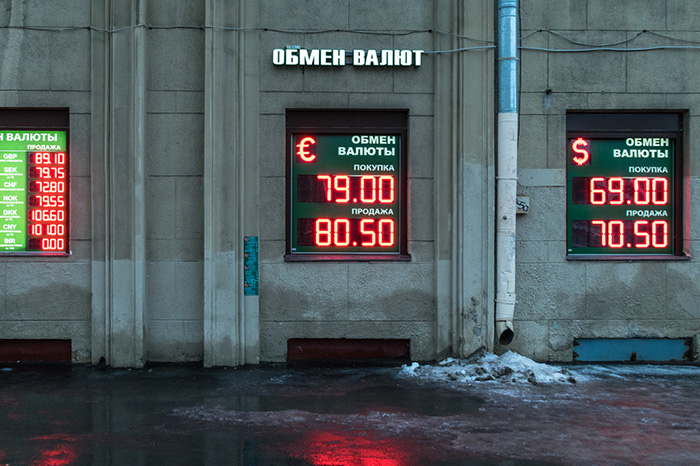 ОБМЕН ВАЛЮТ
Н ВАЛЮТЫ
ПРОДАЖА
GBP 89.10
SEK 79.75
CHF 72.80
NOK 79.55
DKK 106.60
CNY 101.00
INR 0.00
€ ОБМЕН
ВАЛЮТЫ
ПОКУПКА
79.00
ПРОДАЖА
80.50
$ ОБМЕН
ВАЛЮТЫ
ПОКУПКА
69.00
ПРОДАЖА
70.50